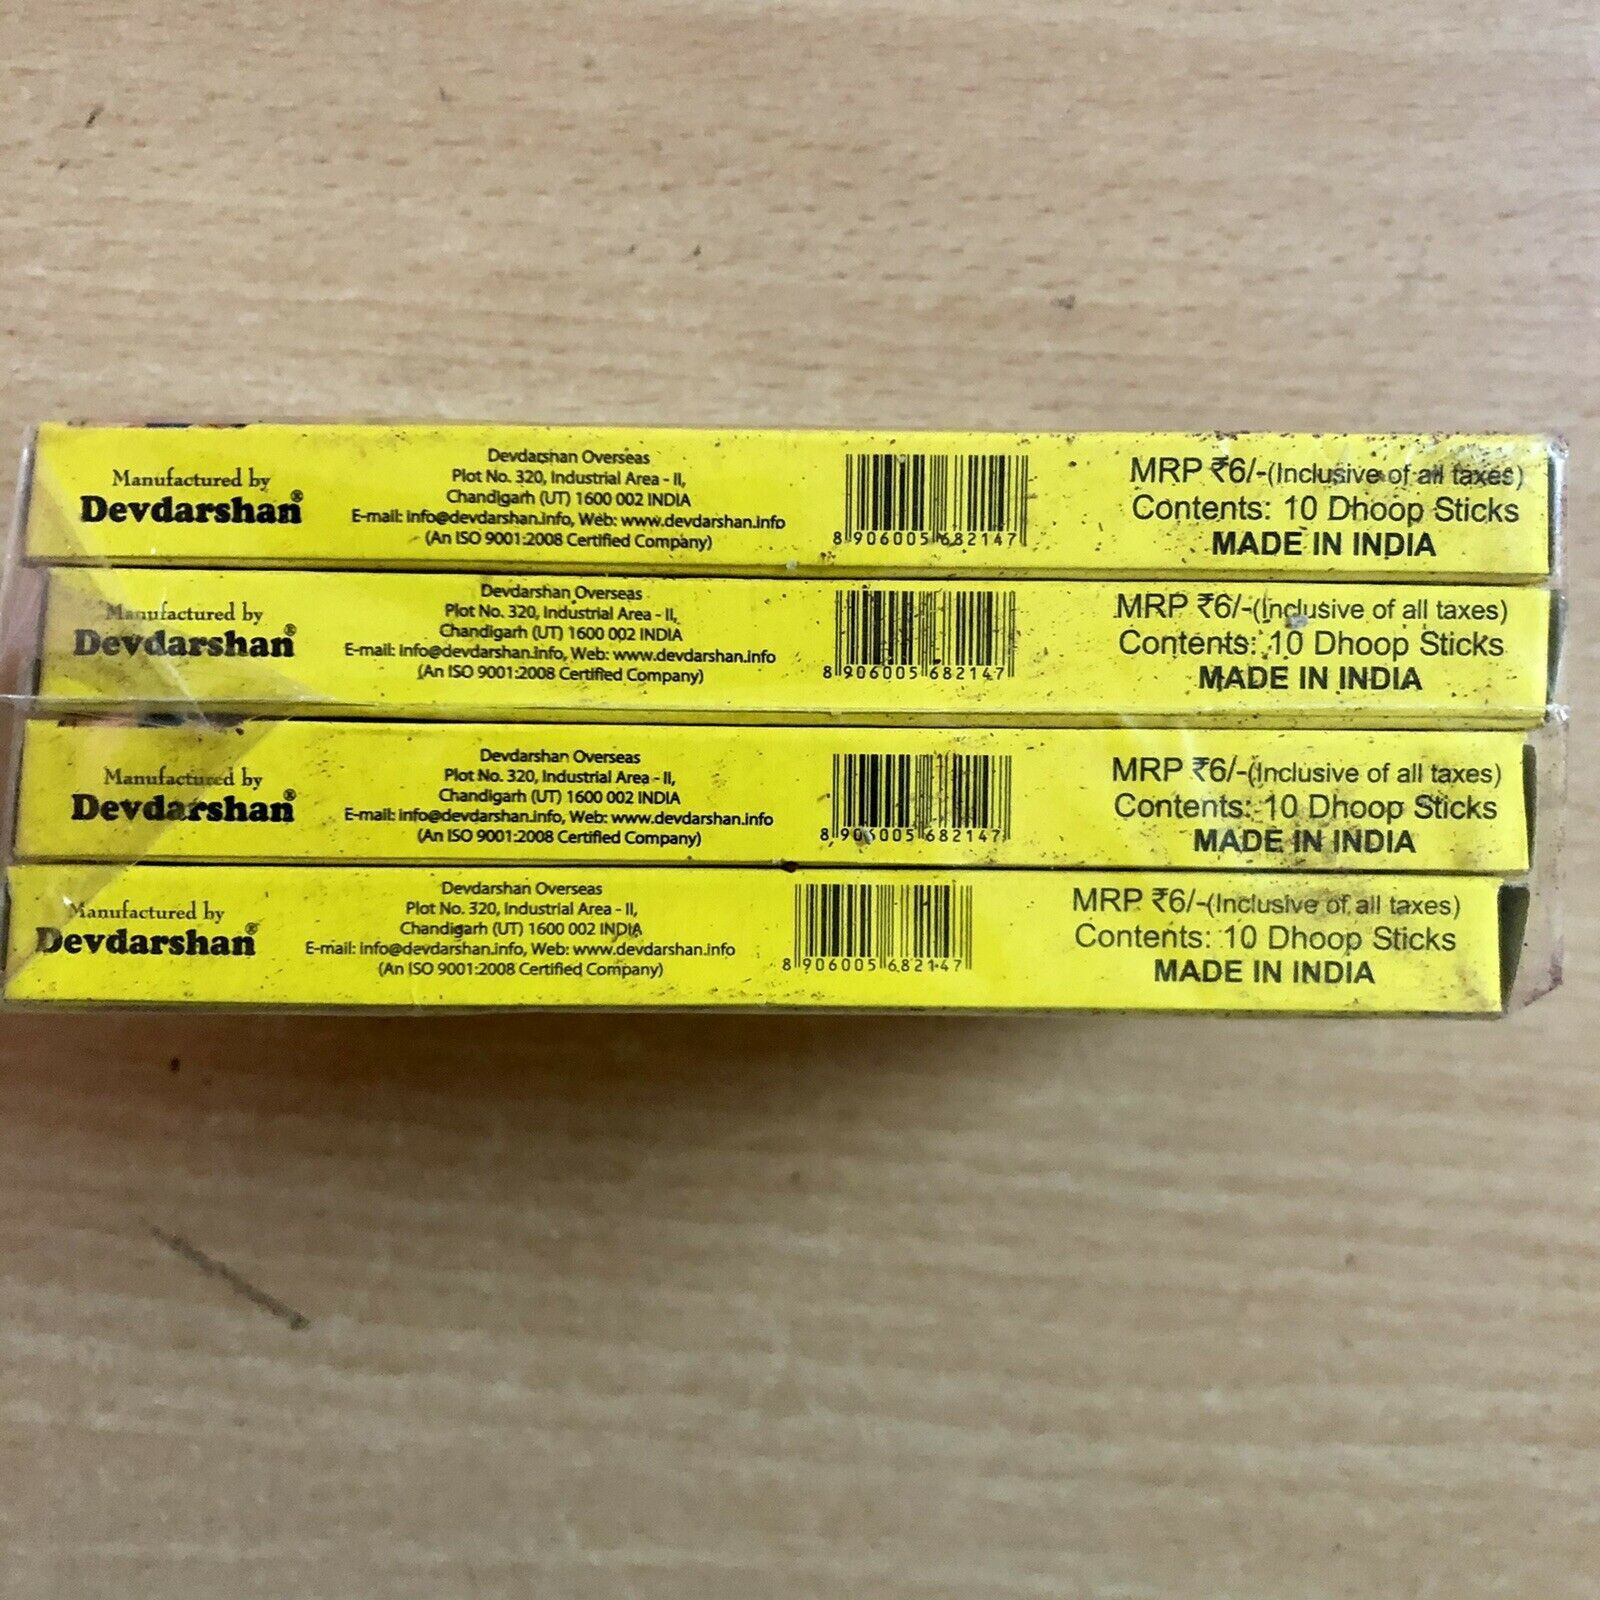 Manufactured by
Devdarshan®
Devdarshan Overseas
Plot No. 320, Industrial Area - II,
Chandigarh (UT) 1600 002 INDIA
E-mail: info@devdarshan.info, Web: www.devdarshan.info
(An ISO 9001:2008 Certified Company)
8 906005 682147
MRP ₹6/-(Inclusive of all taxes)
Contents: 10 Dhoop Sticks
MADE IN INDIA
Manufactured by
Devdarshan®
Devdarshan Overseas
Plot No. 320, Industrial Area - II,
Chandigarh (UT) 1600 002 INDIA
E-mail: info@devdarshan.info, Web: www.devdarshan.info
(An ISO 9001:2008 Certified Company)
8 906005 682147
MRP ₹6/-(Inclusive of all taxes)
Contents: 10 Dhoop Sticks
MADE IN INDIA
Manufactured by
Devdarshan®
Devdarshan Overseas
Plot No. 320, Industrial Area - II,
Chandigarh (UT) 1600 002 INDIA
E-mail: info@devdarshan.info, Web: www.devdarshan.info
(An ISO 9001:2008 Certified Company)
8 906005 682147
MRP ₹6/-(Inclusive of all taxes)
Contents: 10 Dhoop Sticks
MADE IN INDIA
Manufactured by
Devdarshan®
Devdarshan Overseas
Plot No. 320, Industrial Area - II,
Chandigarh (UT) 1600 002 INDIA
E-mail: info@devdarshan.info, Web: www.devdarshan.info
(An ISO 9001:2008 Certified Company)
8 906005 682147
MRP ₹6/-(Inclusive of all taxes)
Contents: 10 Dhoop Sticks
MADE IN INDIA